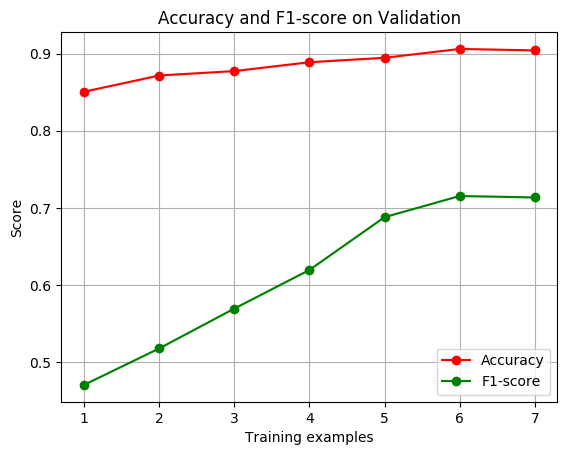 Accuracy and F1-score on Validation
0.9
0.8
0.7
0.6
0.5
Score
1 2 3 4 5 6 7
Training examples
Accuracy
F1-score